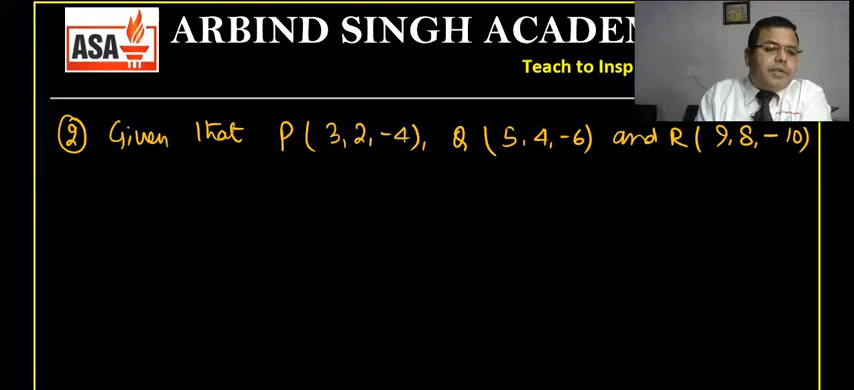 ASA
ARBIND SINGH ACADEM
Teach to Insp
② Given that P(3, 2, -4), Q (5, 4, -6) and R(9, 8, -10)